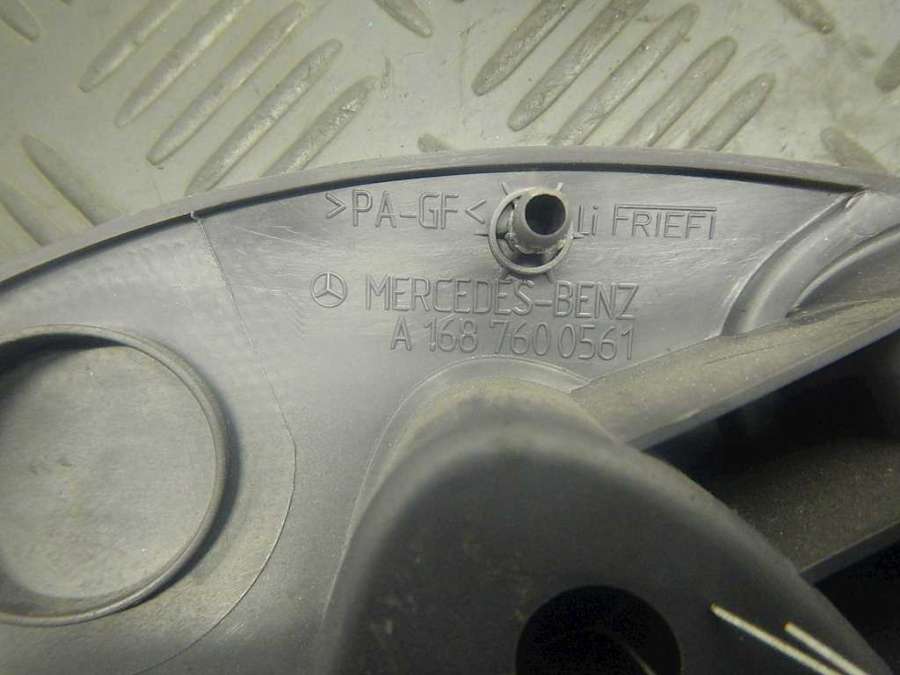 >PA-GF< Li FRIEFI
MERCEDES-BENZ
A 168 760 0561